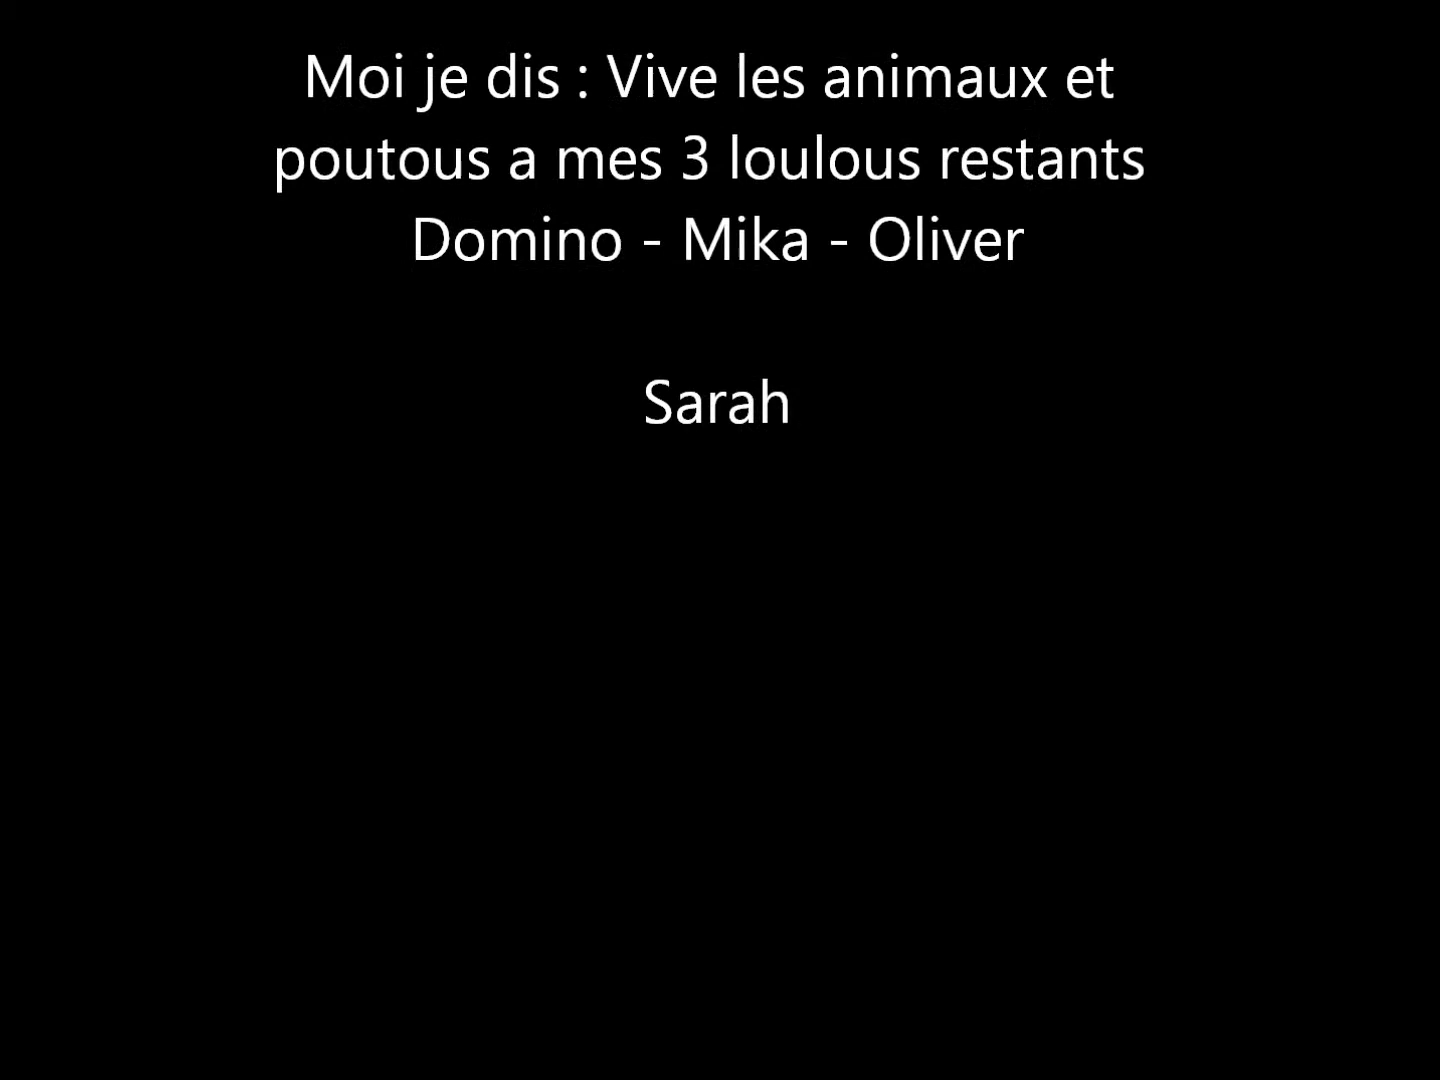 Moi je dis : Vive les animaux et
poutous a mes 3 loulous restants
Domino - Mika - Oliver
Sarah